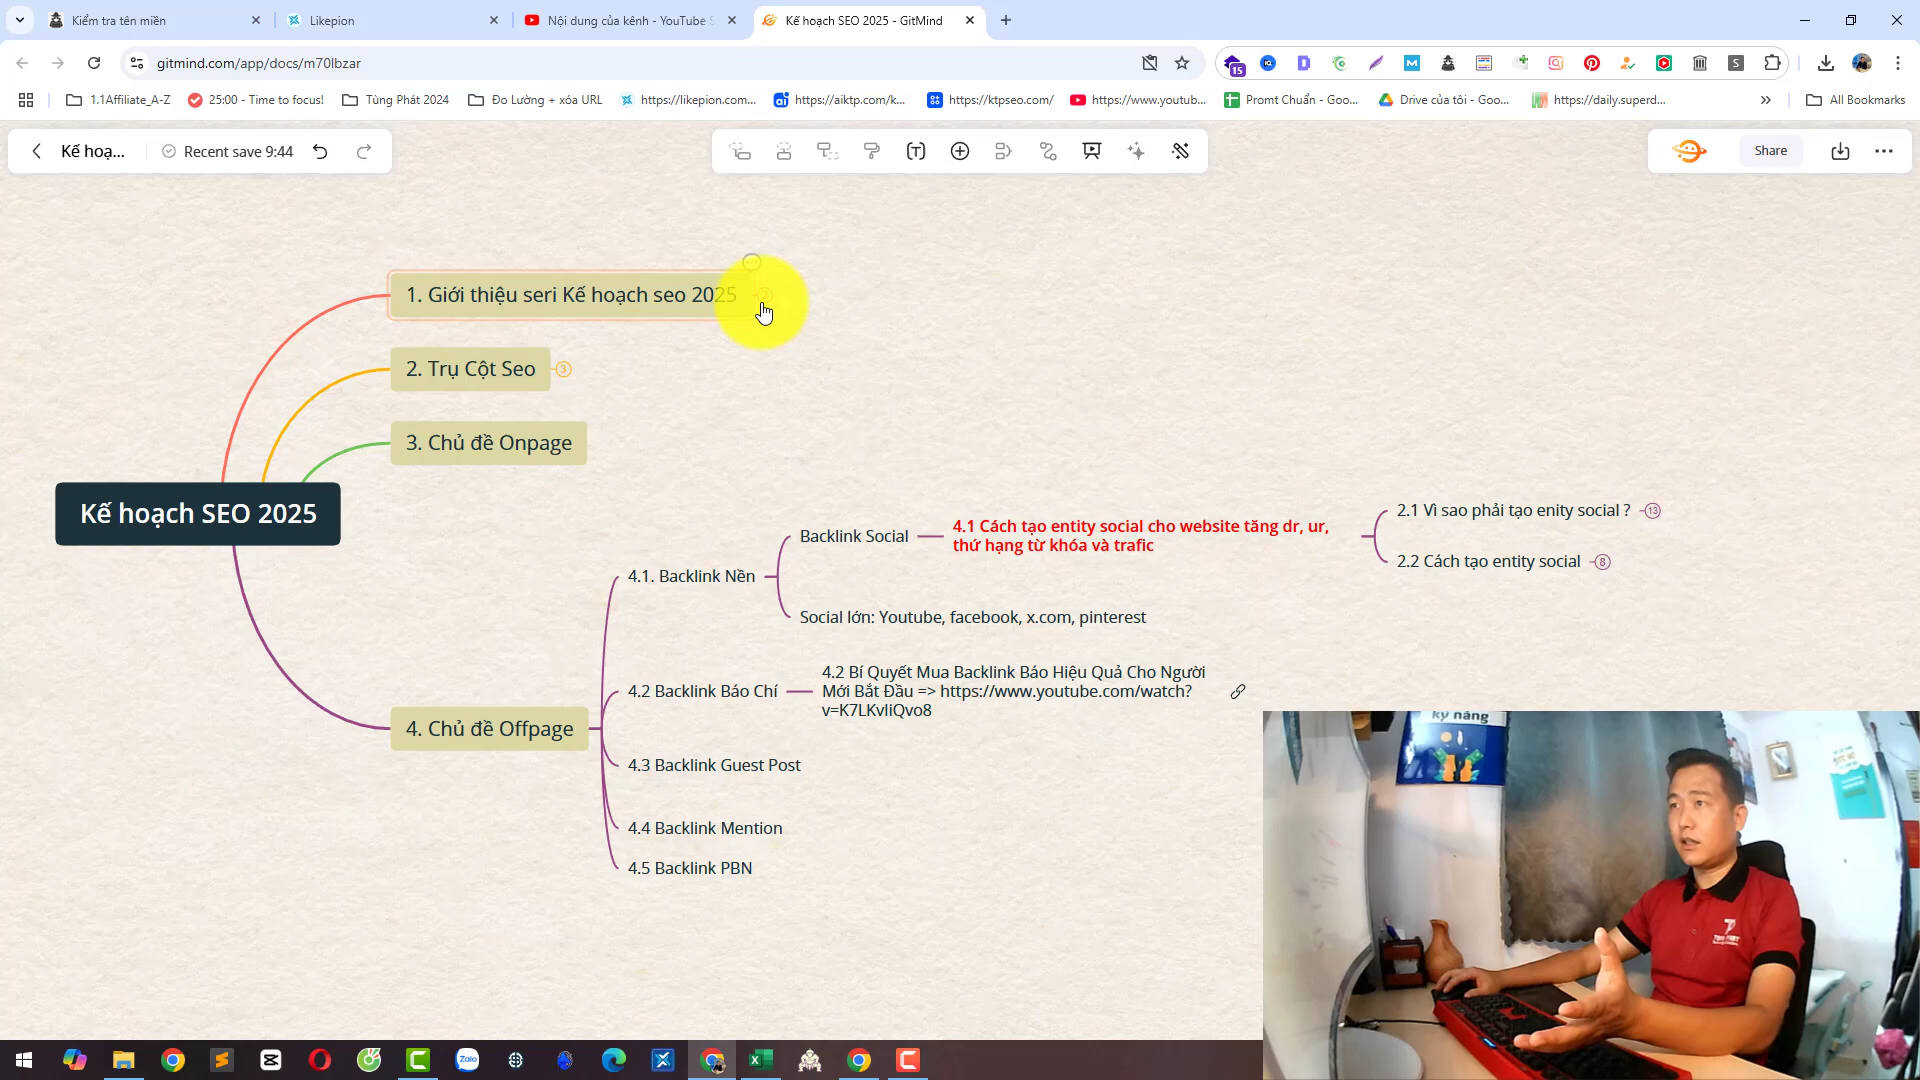 Kiểm tra tên miền
Likepion
Nội dung của kênh - YouTube S
Kế hoạch SEO 2025 - GitMind
gitmind.com/app/docs/m70lbzar
15
1.1Affiliate_A-Z
25:00 - Time to focus!
Tùng Phát 2024
Đo Lường + xóa URL
https://likepion.com...
https://aiktp.com/k...
https://ktpseo.com/
https://www.youtub...
Promt Chuẩn - Goo...
Drive của tôi - Goo...
https://daily.superd...
All Bookmarks
Kế hoạ...
Recent save 9:44
Share
1. Giới thiệu seri Kế hoạch seo 2025
2
2. Trụ Cột Seo
3
3. Chủ đề Onpage
Kế hoạch SEO 2025
4. Chủ đề Offpage
4.1. Backlink Nền
Backlink Social
4.1 Cách tạo entity social cho website tăng dr, ur,
thứ hạng từ khóa và trafic
2.1 Vì sao phải tạo enity social ?
13
2.2 Cách tạo entity social
8
Social lớn: Youtube, facebook, x.com, pinterest
4.2 Backlink Báo Chí
4.2 Bí Quyết Mua Backlink Báo Hiệu Quả Cho Người
Mới Bắt Đầu => https://www.youtube.com/watch?
v=K7LKvIiQvo8
4.3 Backlink Guest Post
4.4 Backlink Mention
4.5 Backlink PBN
kỹ năng
Zalo